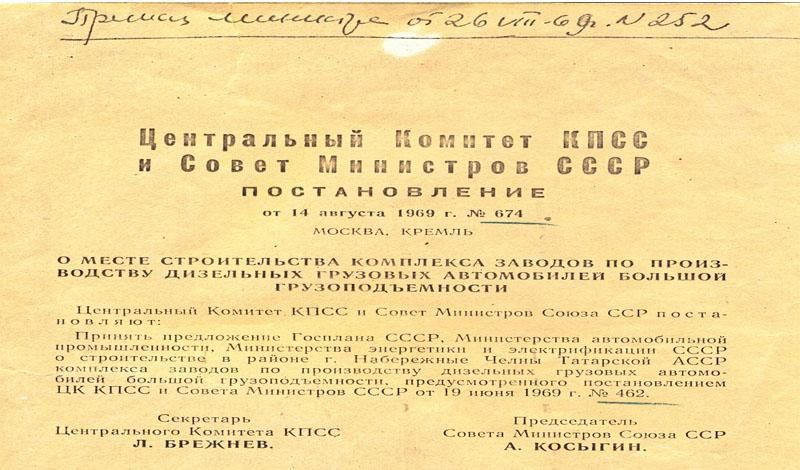 Приказ министра от 26 VIII-69г. N 252
Центральный Комитет КПСС
и Совет Министров СССР
ПОСТАНОВЛЕНИЕ
от 14 августа 1969 г. № 674
МОСКВА, КРЕМЛЬ
О МЕСТЕ СТРОИТЕЛЬСТВА КОМПЛЕКСА ЗАВОДОВ ПО ПРОИЗ-
ВОДСТВУ ДИЗЕЛЬНЫХ ГРУЗОВЫХ АВТОМОБИЛЕЙ БОЛЬШОЙ
ГРУЗОПОДЪЕМНОСТИ
Центральный Комитет КПСС и Совет Министров Союза ССР поста-
новляют:
Принять предложение Госплана СССР, Министерства автомобильной
промышленности, Министерства энергетики и электрификации СССР
о строительстве в районе г. Набережные Челны Татарской АССР
комплекса заводов по производству дизельных грузовых автомо-
билей большой грузоподъемности, предусмотренного постановлением
ЦК КПСС и Совета Министров СССР от 19 июня 1969 г. № 462.
Секретарь
Центрального Комитета КПСС
Л. БРЕЖНЕВ.
Председатель
Совета Министров Союза ССР
А. КОСЫГИН.